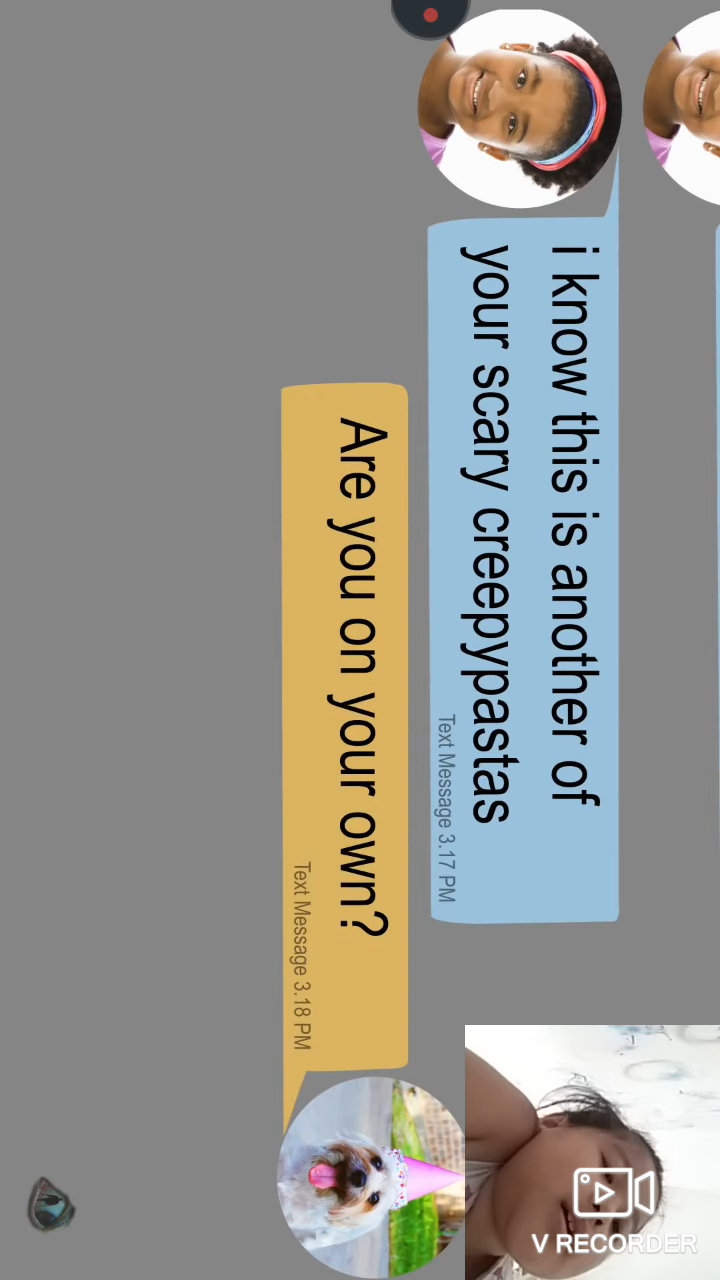 i know this is another of
your scary creepypastas
Text Message 3.17 PM
Are you on your own?
Text Message 3.18 PM
V RECORDER